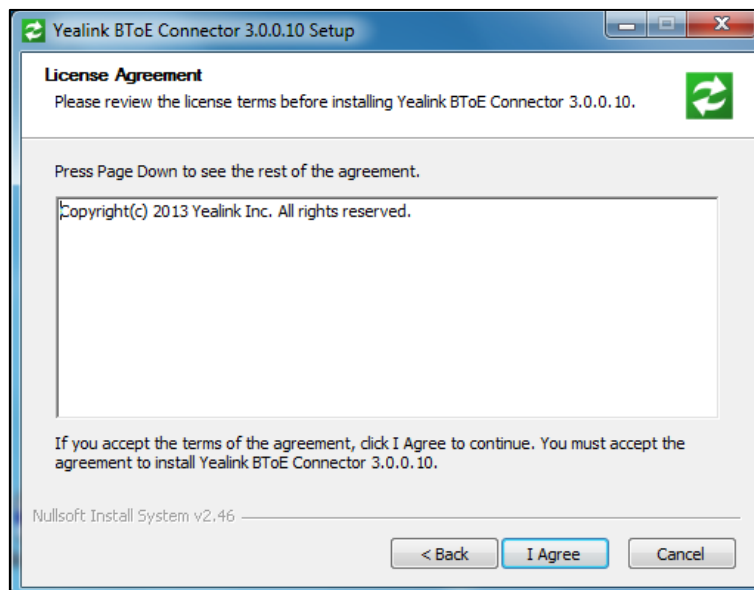 Yealink BToE Connector 3.0.0.10 Setup
License Agreement
Please review the license terms before installing Yealink BToE Connector 3.0.0.10.
Press Page Down to see the rest of the agreement.
Copyright(c) 2013 Yealink Inc. All rights reserved.
If you accept the terms of the agreement, click I Agree to continue. You must accept the
agreement to install Yealink BToE Connector 3.0.0.10.
Nullsoft Install System v2.46
< Back I Agree Cancel